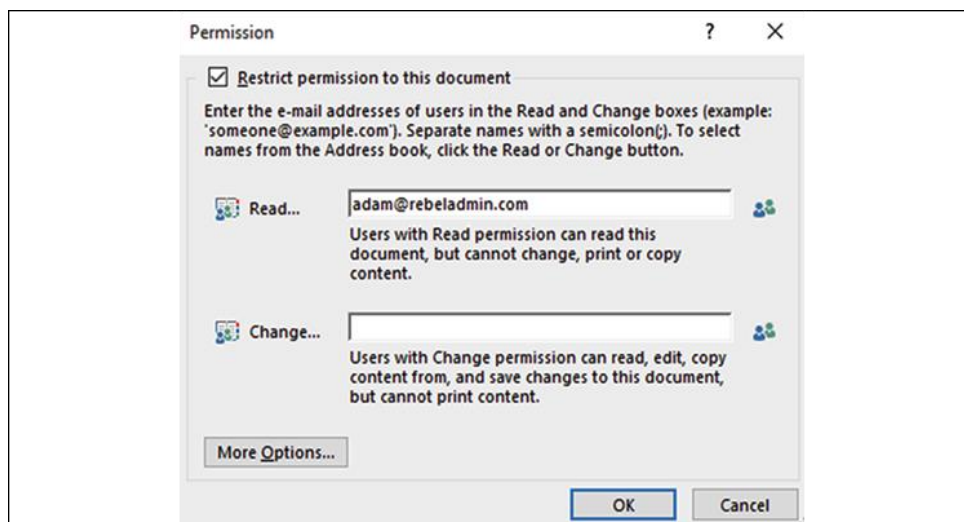 Permission
?
Restrict permission to this document
Enter the e-mail addresses of users in the Read and Change boxes (example:
'someone@example.com'). Separate names with a semicolon(;). To select
names from the Address book, click the Read or Change button.
Read...
adam@rebeladmin.com
Users with Read permission can read this
document, but cannot change, print or copy
content.
Change...
Users with Change permission can read, edit, copy
content from, and save changes to this document,
but cannot print content.
More Options...
OK
Cancel